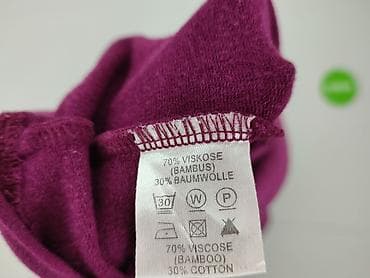 70% VISKOSE
(BAMBUS)
30% BAUMWOLLE
30 W P
70% VISCOSE
(BAMBOO)
30% COTTON